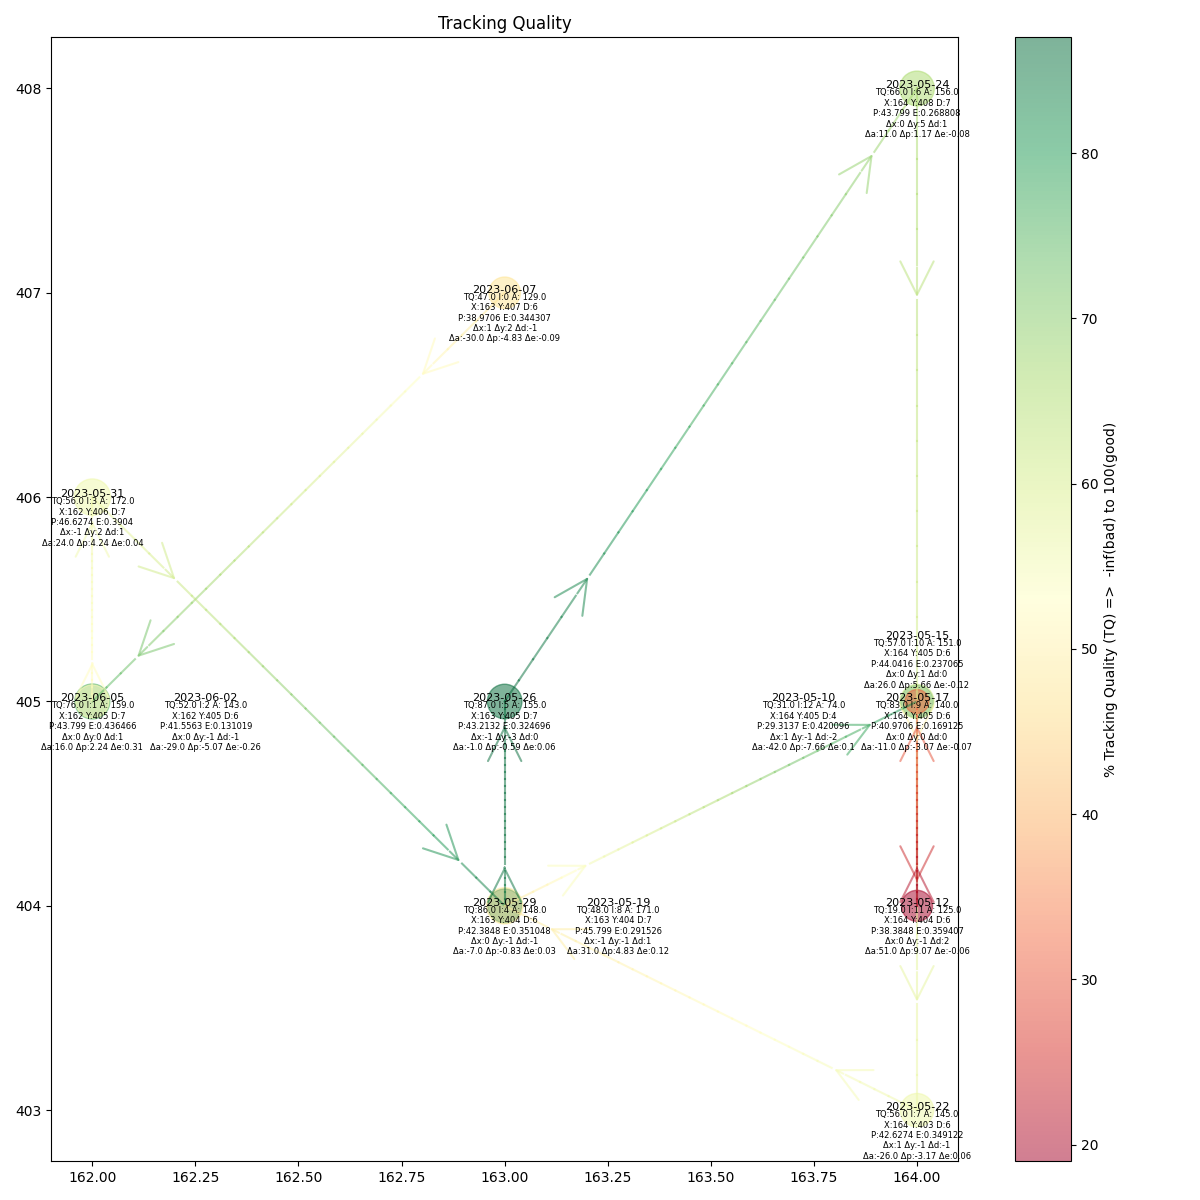 Tracking Quality
408
407
406
405
404
403
2023-05-24
TQ:66.0 I:6 A: 156.0
X:164 Y:408 D:7
P:43.799 E:0.268808
Δx:0 Δy:5 Δd:1
Δa:11.0 Δp:1.17 Δe:-0.08
2023-06-07
TQ:47.0 I:0 A: 129.0
X:163 Y:407 D:6
P:38.9706 E:0.344307
Δx:1 Δy:2 Δd:-1
Δa:-30.0 Δp:-4.83 Δe:-0.09
2023-05-31
TQ:56.0 I:3 A: 172.0
X:162 Y:406 D:7
P:46.6274 E:0.3904
Δx:-1 Δy:2 Δd:1
Δa:24.0 Δp:4.24 Δe:0.04
2023-05-15
TQ:57.0 I:10 A: 151.0
X:164 Y:405 D:6
P:44.0416 E:0.237065
Δx:0 Δy:1 Δd:0
Δa:26.0 Δp:5.66 Δe:-0.12
2023-06-05
TQ:76.0 I:1 A: 159.0
X:162 Y:405 D:7
P:43.799 E:0.436466
Δx:0 Δy:0 Δd:1
Δa:16.0 Δp:2.24 Δe:0.31
2023-06-02
TQ:52.0 I:2 A: 143.0
X:162 Y:405 D:6
P:41.5563 E:0.131019
Δx:0 Δy:-1 Δd:-1
Δa:-29.0 Δp:-5.07 Δe:-0.26
2023-05-26
TQ:87.0 I:5 A: 155.0
X:163 Y:405 D:7
P:43.2132 E:0.324696
Δx:-1 Δy:-3 Δd:0
Δa:-1.0 Δp:-0.59 Δe:0.06
2023-05-10
TQ:31.0 I:12 A: 74.0
X:164 Y:405 D:4
P:29.3137 E:0.420096
Δx:1 Δy:-1 Δd:-2
Δa:-42.0 Δp:-7.66 Δe:0.1
2023-05-17
TQ:83.0 I:9 A: 140.0
X:164 Y:405 D:6
P:40.9706 E:0.169125
Δx:0 Δy:0 Δd:0
Δa:-11.0 Δp:-3.07 Δe:-0.07
2023-05-29
TQ:86.0 I:4 A: 148.0
X:163 Y:404 D:6
P:42.3848 E:0.351048
Δx:0 Δy:-1 Δd:-1
Δa:-7.0 Δp:-0.83 Δe:0.03
2023-05-19
TQ:48.0 I:8 A: 171.0
X:163 Y:404 D:7
P:45.799 E:0.291526
Δx:-1 Δy:-1 Δd:1
Δa:31.0 Δp:4.83 Δe:0.12
2023-05-12
TQ:19.0 I:11 A: 125.0
X:164 Y:404 D:6
P:38.3848 E:0.359407
Δx:0 Δy:-1 Δd:2
Δa:51.0 Δp:9.07 Δe:-0.06
2023-05-22
TQ:56.0 I:7 A: 145.0
X:164 Y:403 D:6
P:42.6274 E:0.349122
Δx:1 Δy:-1 Δd:-1
Δa:-26.0 Δp:-3.17 Δe:0.06
162.00
162.25
162.50
162.75
163.00
163.25
163.50
163.75
164.00
80
70
60
50
40
30
20
% Tracking Quality (TQ) => -inf(bad) to 100(good)